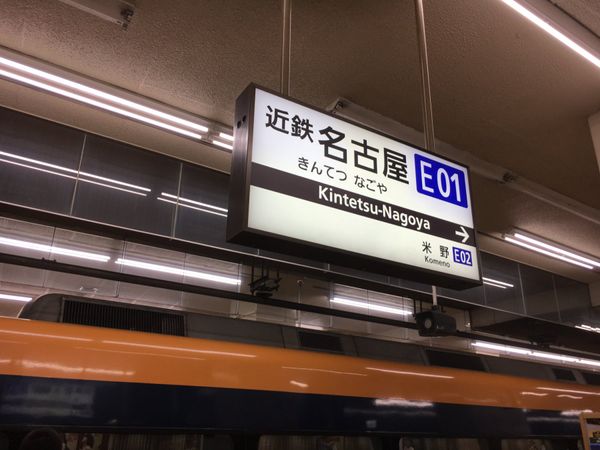 近鉄名古屋 E01
きんてつ なごや
Kintetsu-Nagoya →
米野 E02
Komeno